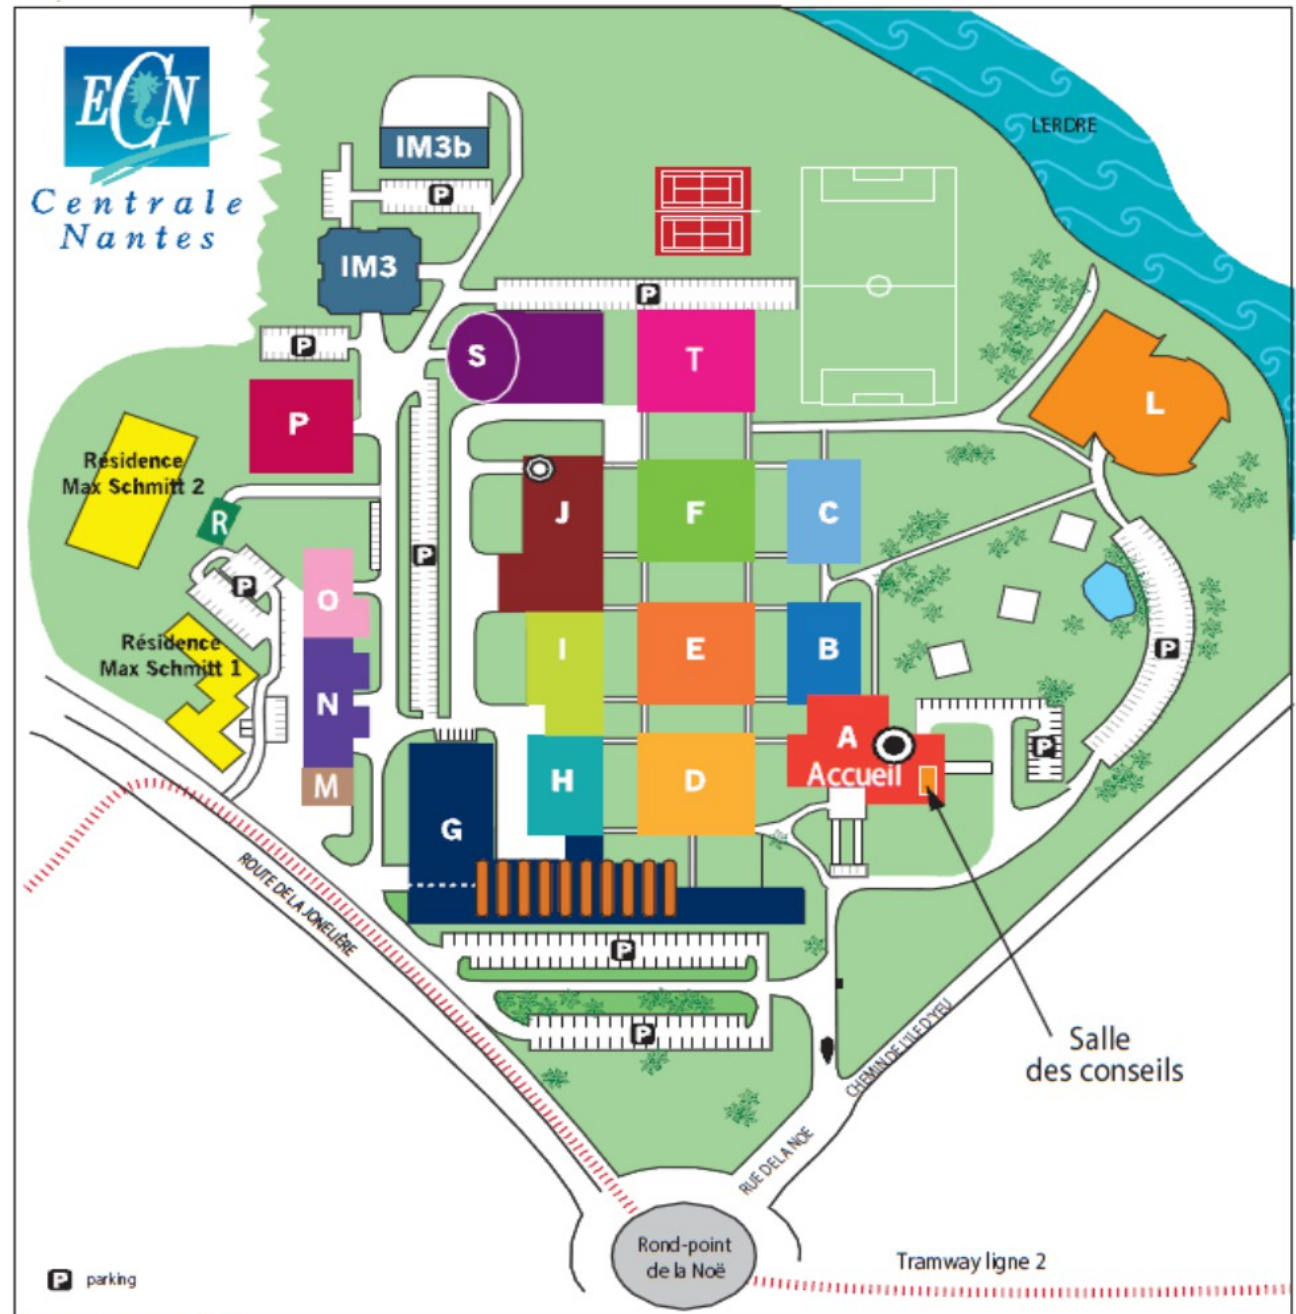 ECN
Centrale
Nantes
IM3b
P
IM3
P
P
L'ERDRE
S
T
L
P
Résidence
Max Schmitt 2
R
J
F
C
P
P
O
Résidence
Max Schmitt 1
I
E
B
P
N
A
Accueil
P
M
H
D
G
ROUTE DE LA JONELIÈRE
P
P
Salle
des conseils
CHEMIN DE L'ILE D'YEU
RUE DE LA NOE
Rond-point
de la Noë
Tramway ligne 2
P parking